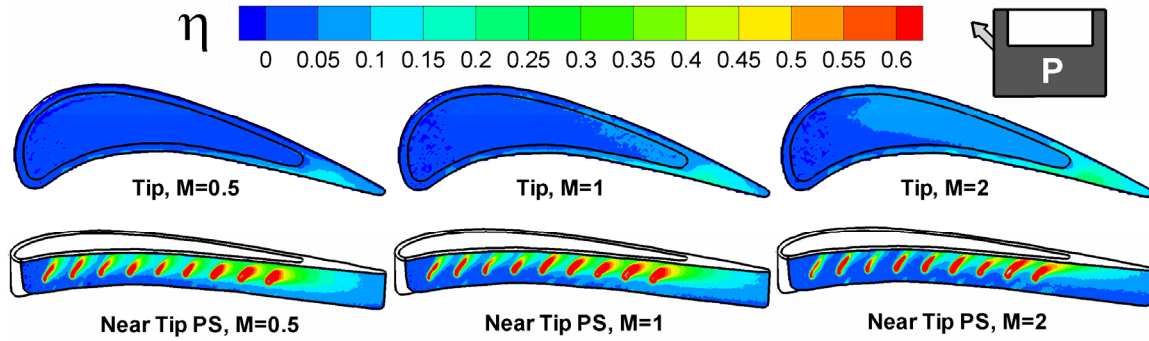 η
0 0.05 0.1 0.15 0.2 0.25 0.3 0.35 0.4 0.45 0.5 0.55 0.6
P
Tip, M=0.5 Tip, M=1 Tip, M=2
Near Tip PS, M=0.5 Near Tip PS, M=1 Near Tip PS, M=2